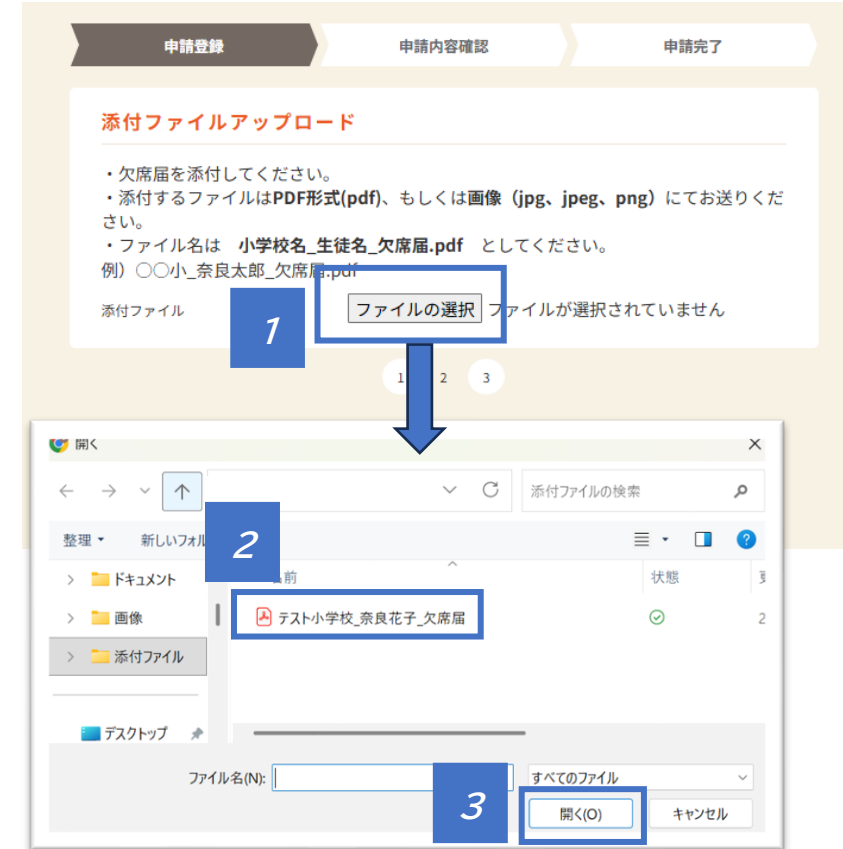 申請登録 申請内容確認 申請完了
添付ファイルアップロード
・欠席届を添付してください。
・添付するファイルはPDF形式(pdf)、もしくは画像（jpg、jpeg、png）にてお送りくだ
さい。
・ファイル名は　小学校名_生徒名_欠席届.pdf　としてください。
例）○○小_奈良太郎_欠席届.pdf
添付ファイル ファイルの選択 ファイルが選択されていません
1
1 2 3
開く
添付ファイルの検索
2
整理 新しいフォル
前 状態
ドキュメント
画像 テスト小学校_奈良花子_欠席届 2
添付ファイル
デスクトップ
ファイル名(N): すべてのファイル
3
開く(O) キャンセル